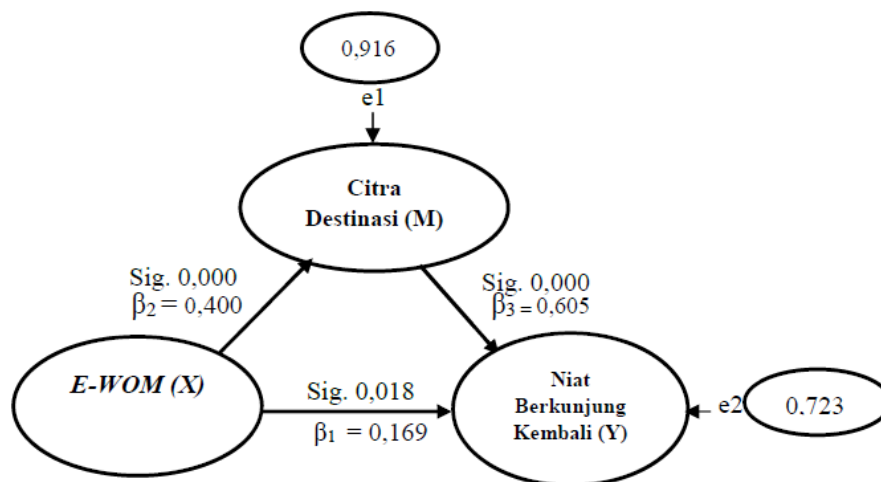 0,916
e1
Citra
Destinasi (M)
Sig. 0,000
β₂ = 0,400
Sig. 0,000
β₃ = 0,605
E-WOM (X)
Sig. 0,018
β₁ = 0,169
Niat
Berkunjung
Kembali (Y)
e2
0,723